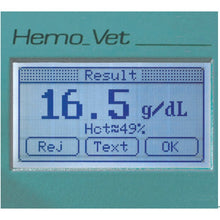 Hemo_Vet
Result
16.5 g/dL
Hct≈49%
Rej Text OK